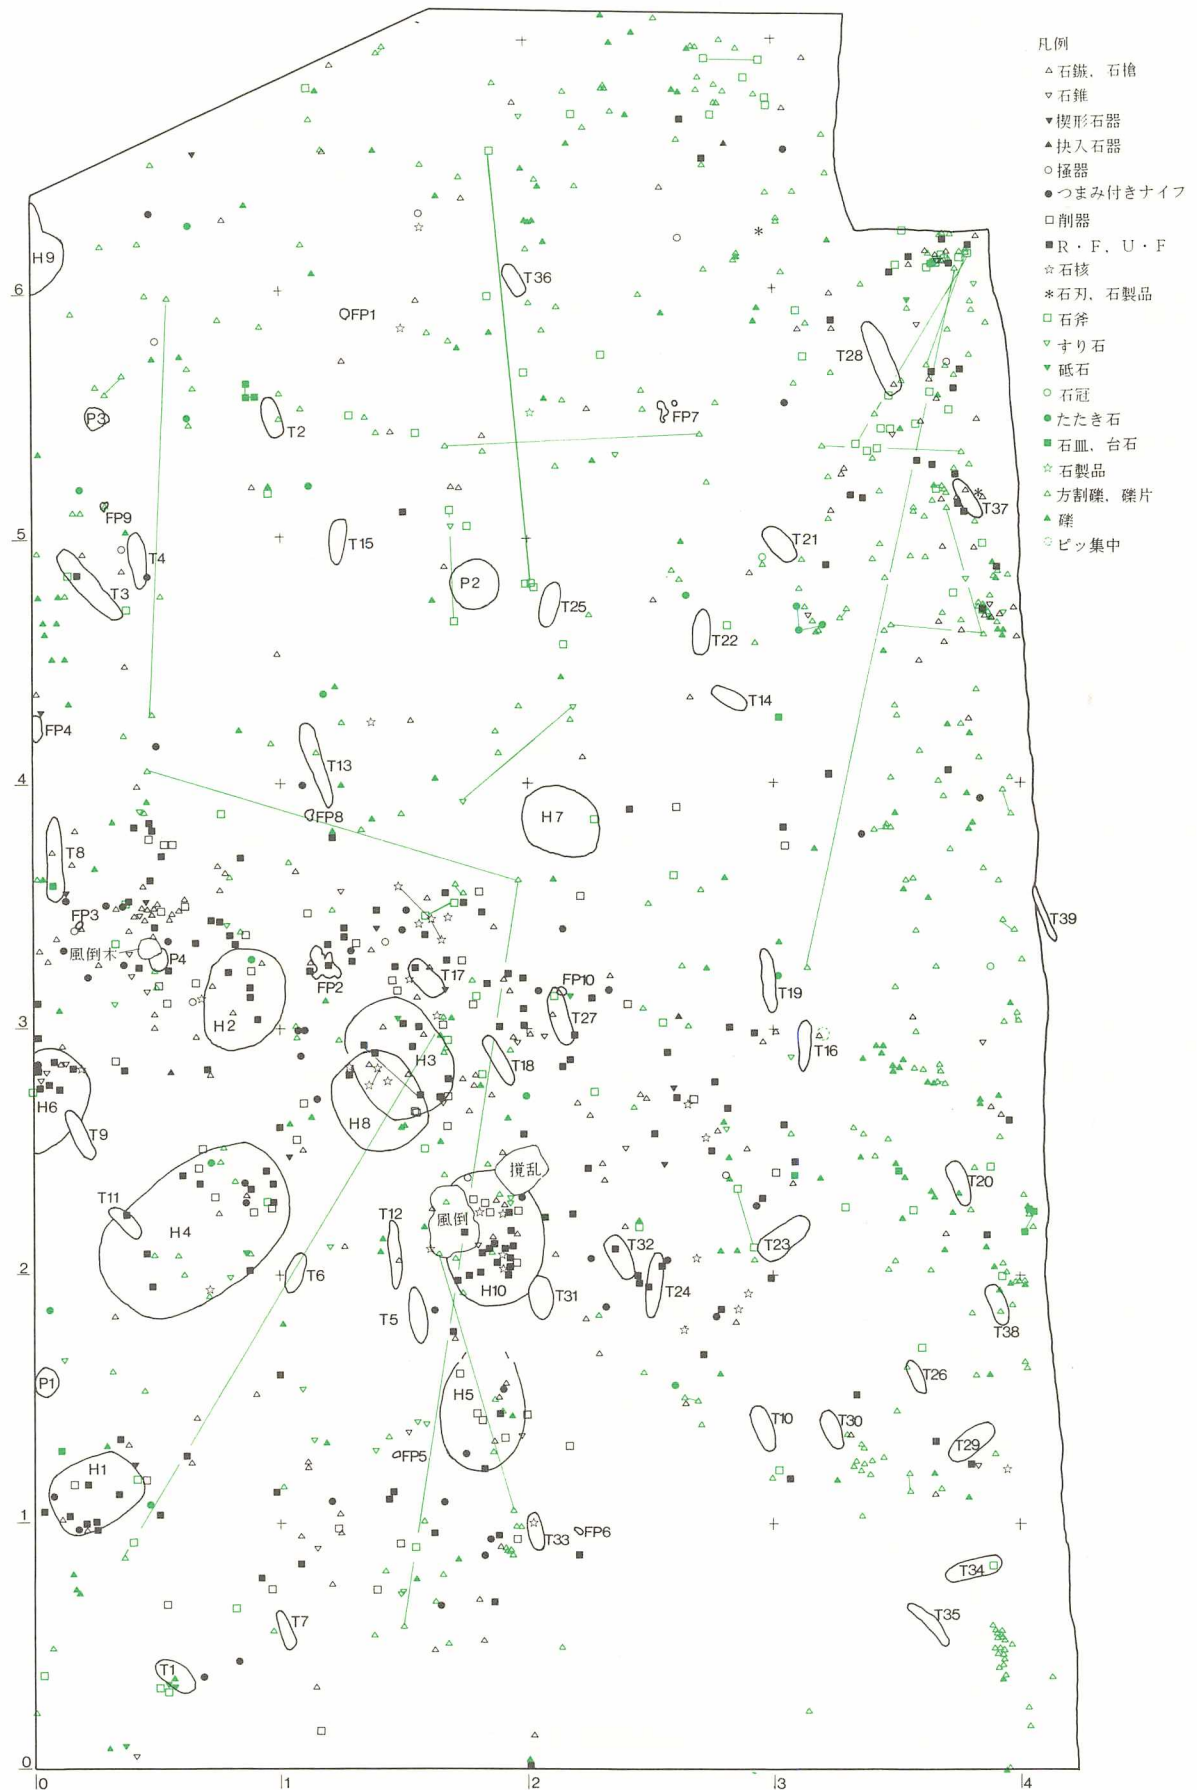 凡例
石鏃，石槍
石錐
楔形石器
抉入石器
掻器
つまみ付きナイフ
削器
R・F，U・F
石核
石刃，石製品
石斧
すり石
砥石
石冠
たたき石
石皿，台石
石製品
方割礫，礫片
礫
ピッ集中
H9
T36
6
FP1
T28
P3
T2
FP7
FP9
T37
5
T15
T21
T4
P2
T3
T25
T22
T14
FP4
T13
4
FP8
H7
T8
FP3
T39
風倒木
P4
T17
FP2
FP10
T19
H2
T27
3
H3
T16
T18
H6
H8
T9
撹乱
T20
T11
T12
風倒
H4
T32
T23
2
T6
H10
T24
T31
T5
T38
P1
T26
H5
T10
T30
T29
FP5
H1
1
T33
FP6
T34
T7
T35
T1
0
0
1
2
3
4